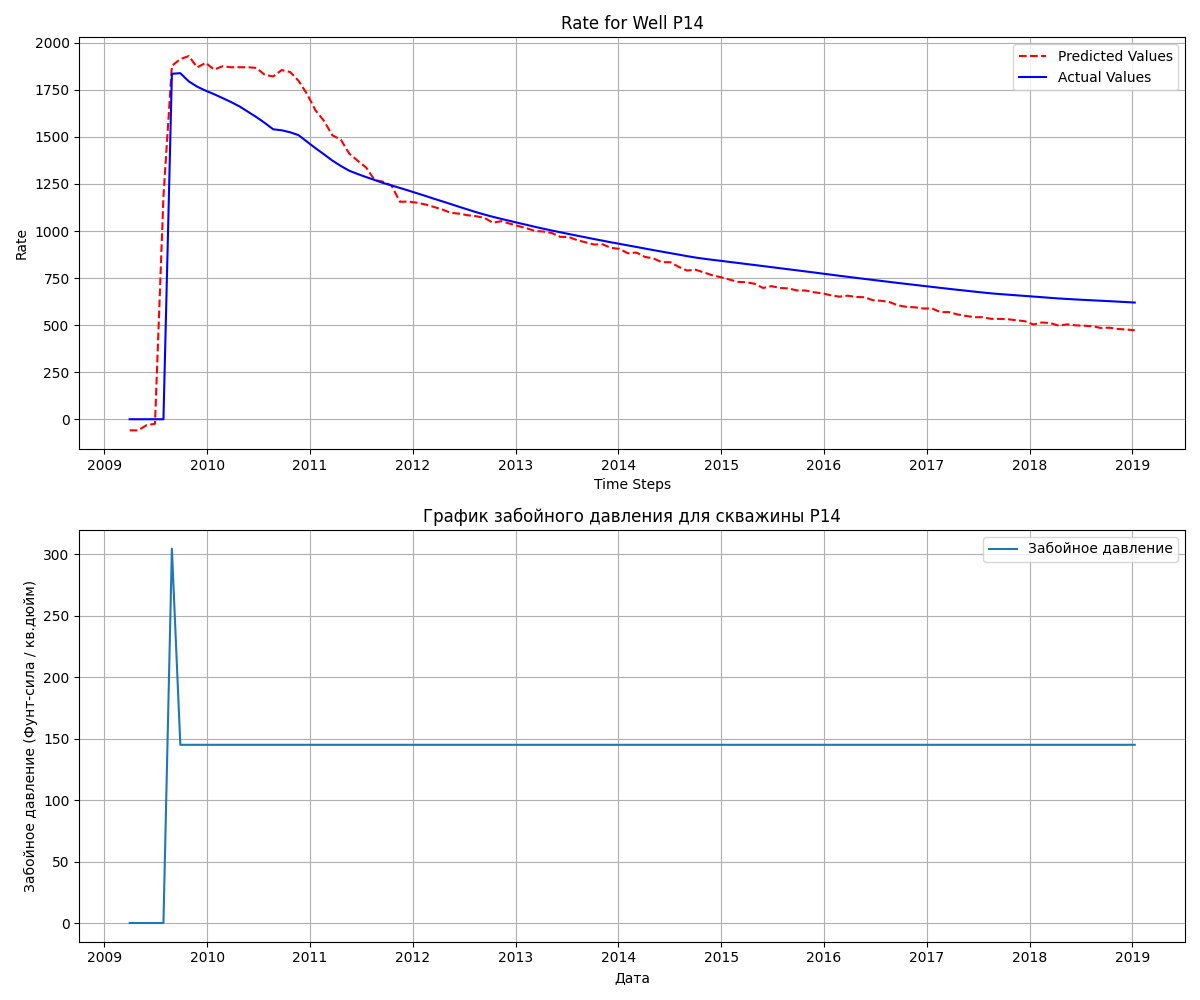 Rate for Well P14
Predicted Values
Actual Values
Rate
2000
1750
1500
1250
1000
750
500
250
0
2009 2010 2011 2012 2013 2014 2015 2016 2017 2018 2019
Time Steps
График забойного давления для скважины P14
Забойное давление
Забойное давление (Фунт-сила / кв.дюйм)
300
250
200
150
100
50
0
2009 2010 2011 2012 2013 2014 2015 2016 2017 2018 2019
Дата